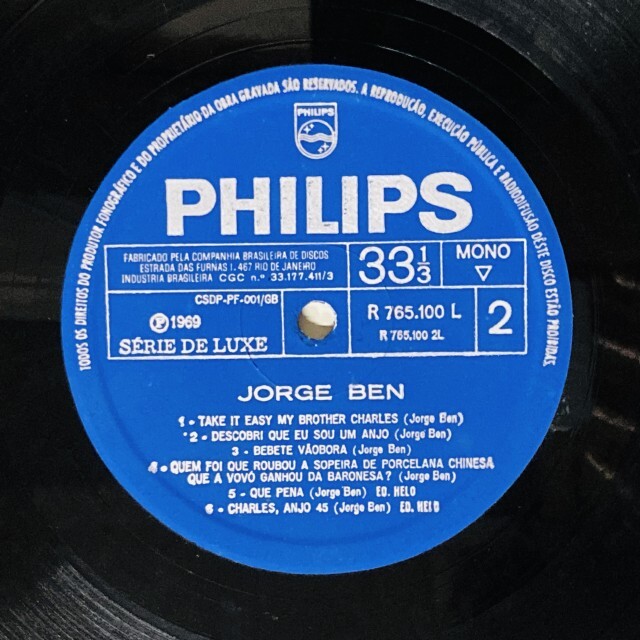 TODOS OS DIREITOS DO PRODUTOR FONOGRÁFICO E DO PROPRIETÁRIO DA OBRA GRAVADA SÃO RESERVADOS. A REPRODUÇÃO, EXECUÇÃO PÚBLICA E RADIODIFUSÃO DESTE DISCO ESTÃO PROIBIDAS.
PHILIPS
PHILIPS
FABRICADO PELA COMPANHIA BRASILEIRA DE DISCOS
ESTRADA DAS FURNAS 1.467 RIO DE JANEIRO
INDUSTRIA BRASILEIRA CGC n.º 33.177.411/3
33 1/3
MONO
▽
CSDP-PF-001/GB
Ⓟ 1969
SÉRIE DE LUXE
R 765.100 L
R 765.100 2L
2
JORGE BEN
1 - TAKE IT EASY MY BROTHER CHARLES (Jorge Ben)
2 - DESCOBRI QUE EU SOU UM ANJO (Jorge Ben)
3 - BEBETE VÃOBORA (Jorge Ben)
4 - QUEM FOI QUE ROUBOU A SOPEIRA DE PORCELANA CHINESA
QUE A VOVÓ GANHOU DA BARONESA? (Jorge Ben)
5 - QUE PENA (Jorge Ben) ED. HELO
6 - CHARLES, ANJO 45 (Jorge Ben) ED.